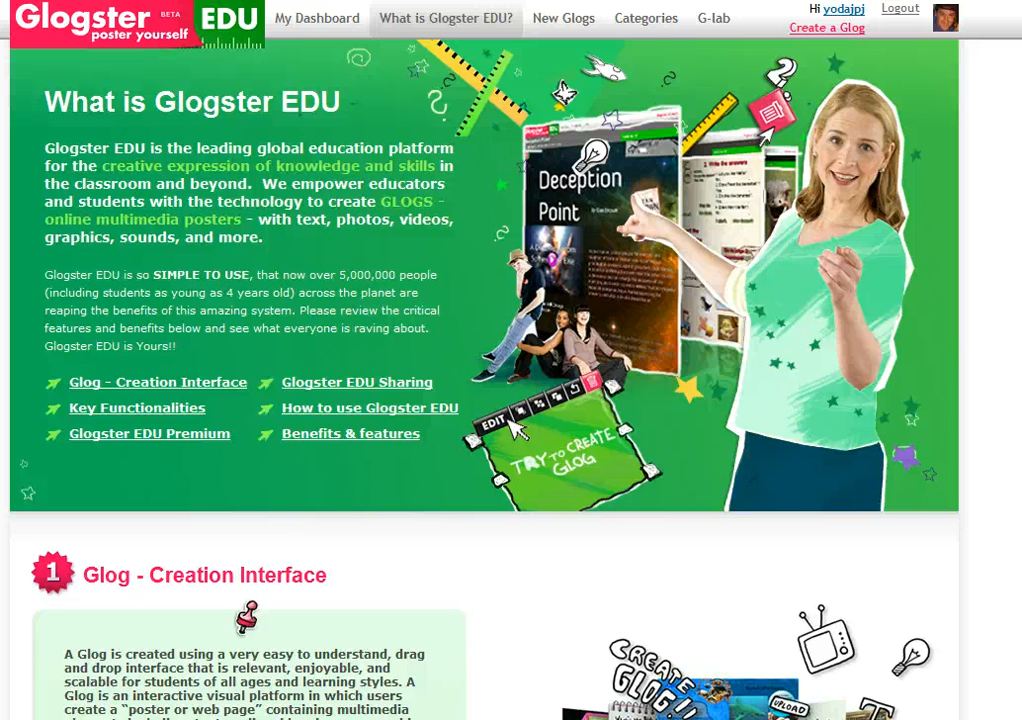 Glogster BETA EDU
poster yourself
My Dashboard What is Glogster EDU? New Glogs Categories G-lab
Hi yodajpj Logout
Create a Glog
What is Glogster EDU
Glogster EDU is the leading global education platform
for the creative expression of knowledge and skills in
the classroom and beyond. We empower educators
and students with the technology to create GLOGS -
online multimedia posters - with text, photos, videos,
graphics, sounds, and more.
Glogster EDU is so SIMPLE TO USE, that now over 5,000,000 people
(including students as young as 4 years old) across the planet are
reaping the benefits of this amazing system. Please review the critical
features and benefits below and see what everyone is raving about.
Glogster EDU is Yours!!
Glog - Creation Interface Glogster EDU Sharing
Key Functionalities How to use Glogster EDU
Glogster EDU Premium Benefits & features
Deception
Point
EDIT
TRY TO CREATE
GLOG
1 Glog - Creation Interface
A Glog is created using a very easy to understand, drag
and drop interface that is relevant, enjoyable, and
scalable for students of all ages and learning styles. A
Glog is an interactive visual platform in which users
create a “poster or web page” containing multimedia
CREATE
GLOG!!
UPLOAD
T